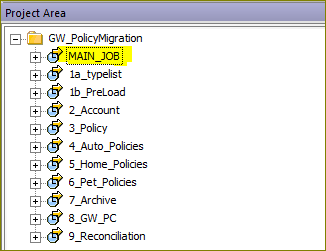 Project Area
GW_PolicyMigration
MAIN_JOB
1a_typelist
1b_PreLoad
2_Account
3_Policy
4_Auto_Policies
5_Home_Policies
6_Pet_Policies
7_Archive
8_GW_PC
9_Reconciliation